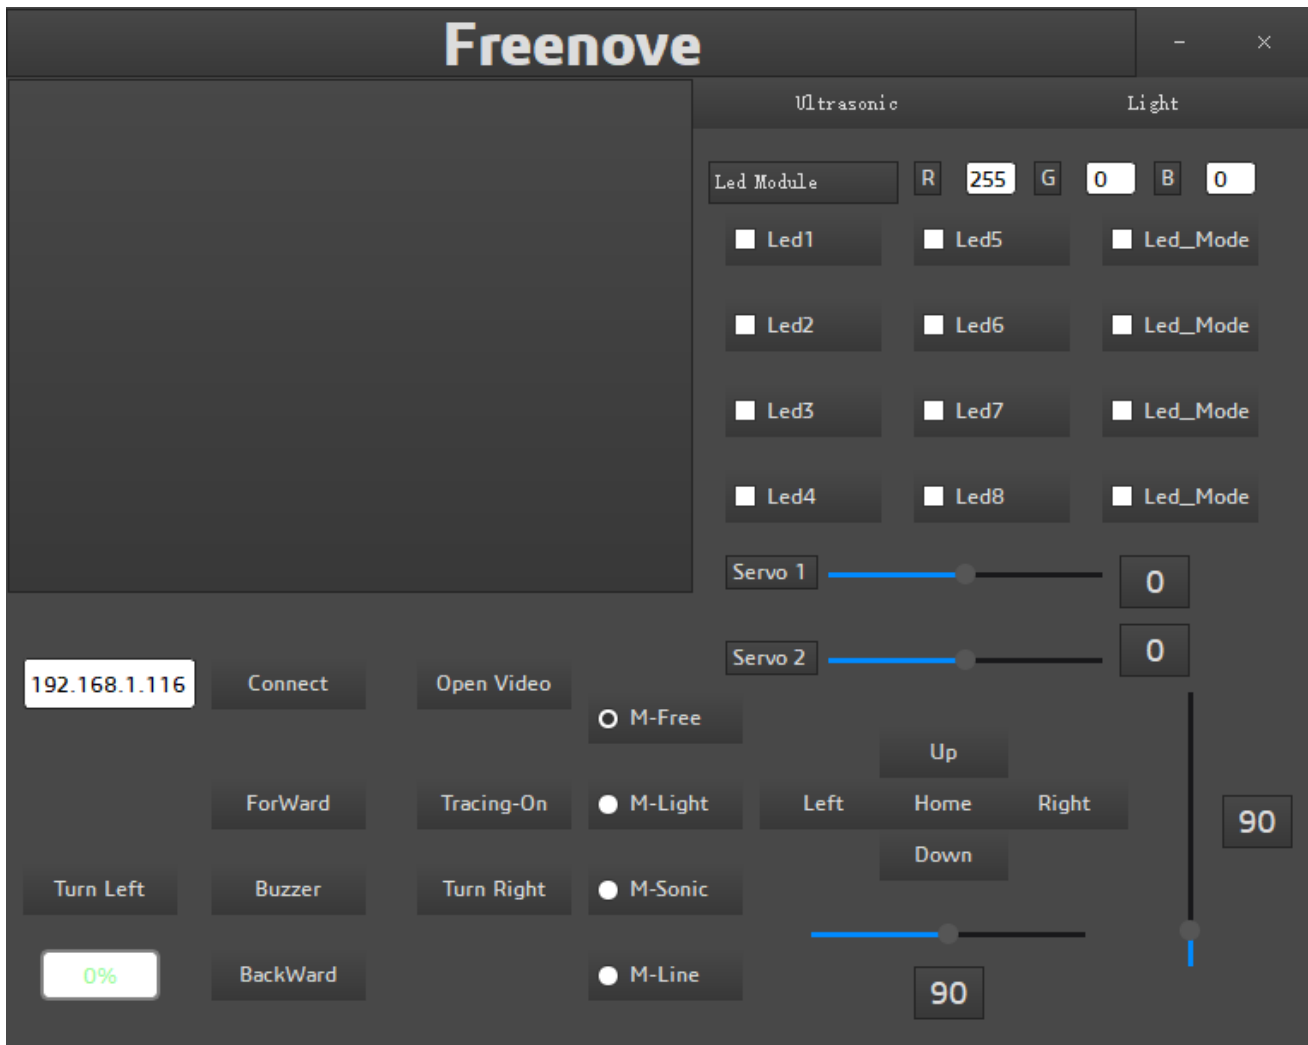 Freenove
Ultrasonic Light
Led Module R 255 G 0 B 0
Led1 Led5 Led_Mode
Led2 Led6 Led_Mode
Led3 Led7 Led_Mode
Led4 Led8 Led_Mode
Servo 1 0
Servo 2 0
192.168.1.116 Connect Open Video
M-Free
Up
ForWard Tracing-On M-Light Left Home Right
90
Down
Turn Left Buzzer Turn Right M-Sonic
0% BackWard M-Line
90